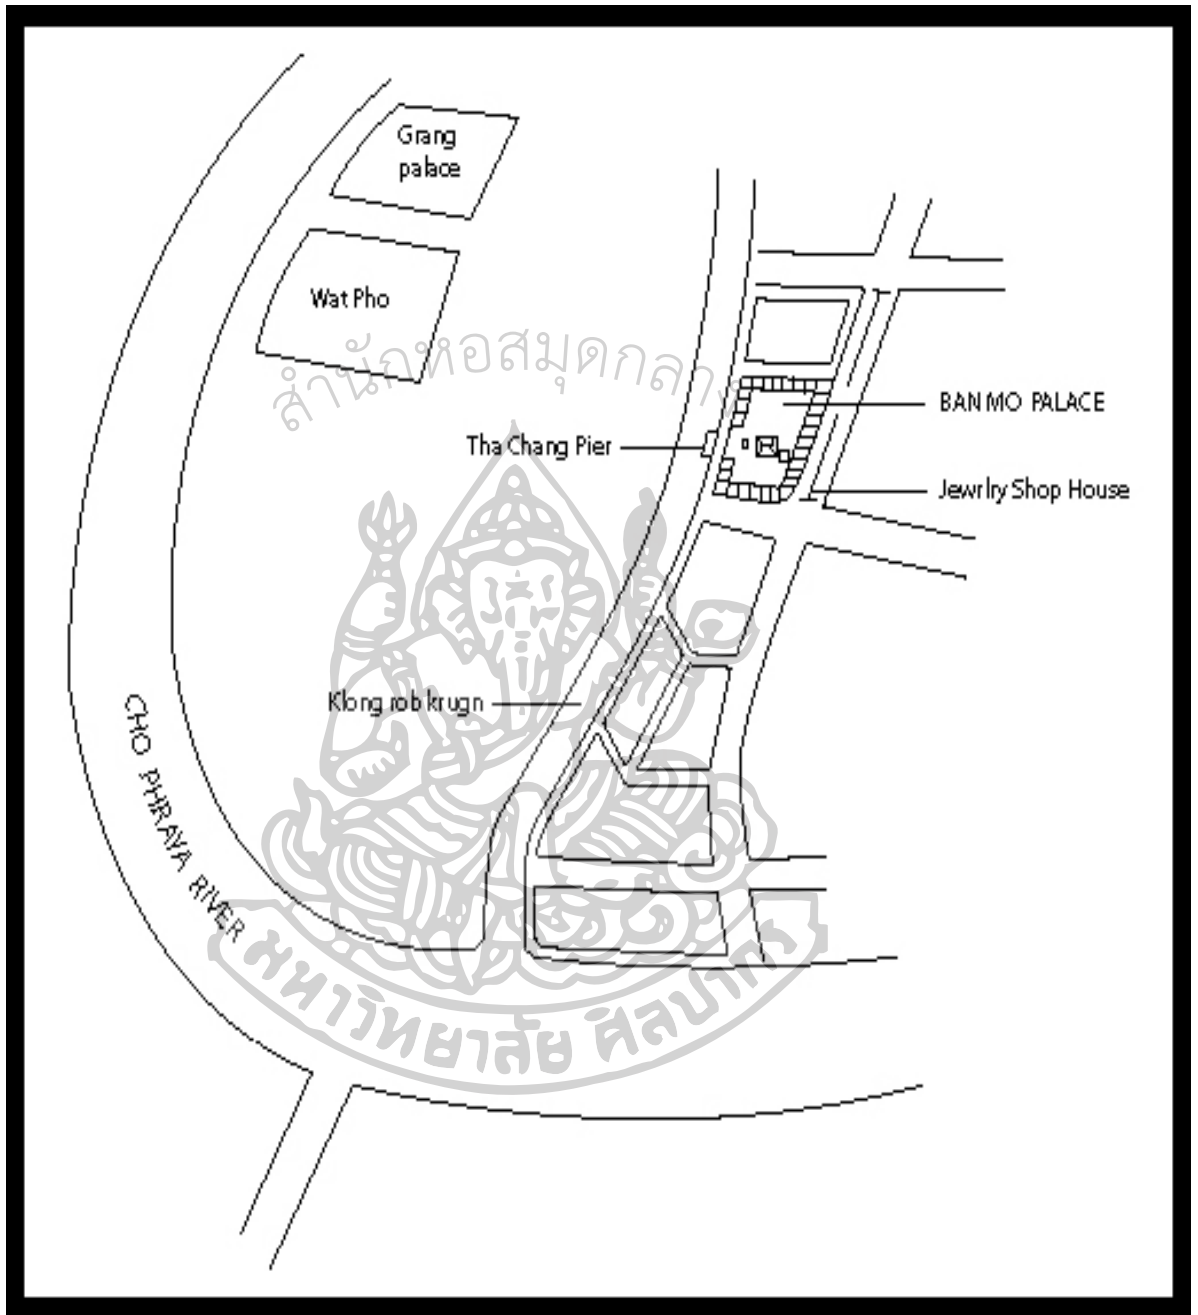 Grang
palace
Wat Pho
สำนักหอสมุดกลาง
BAN MO PALACE
Tha Chang Pier
Jewrlry Shop House
Klong rob krugn
CHO PHRAYA RIVER
มหาวิทยาลัย ศิลปากร